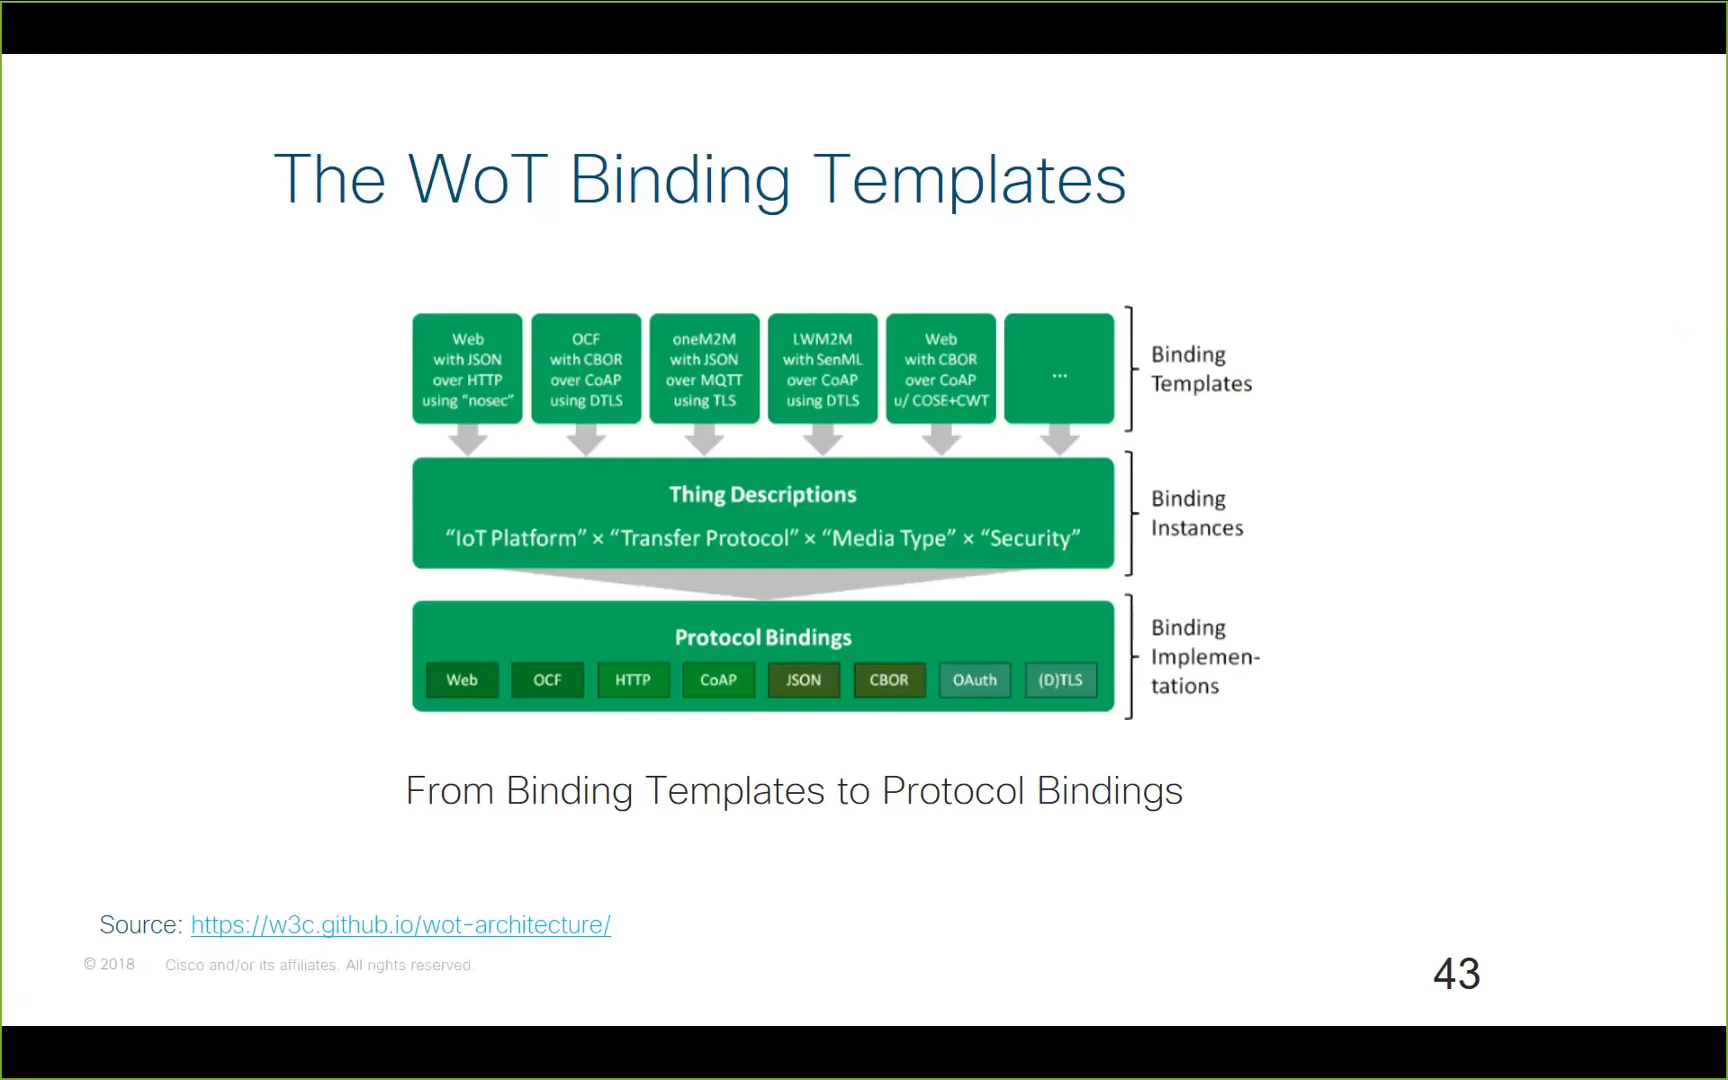 The WoT Binding Templates
Web
with JSON
over HTTP
using “nosec”
OCF
with CBOR
over CoAP
using DTLS
oneM2M
with JSON
over MQTT
using TLS
LWM2M
with SenML
over CoAP
using DTLS
Web
with CBOR
over CoAP
u/ COSE+CWT
...
Binding
Templates
Thing Descriptions
“IoT Platform” × “Transfer Protocol” × “Media Type” × “Security”
Binding
Instances
Protocol Bindings
Web
OCF
HTTP
CoAP
JSON
CBOR
OAuth
(D)TLS
Binding
Implemen-
tations
From Binding Templates to Protocol Bindings
Source: https://w3c.github.io/wot-architecture/
© 2018 Cisco and/or its affiliates. All rights reserved.
43